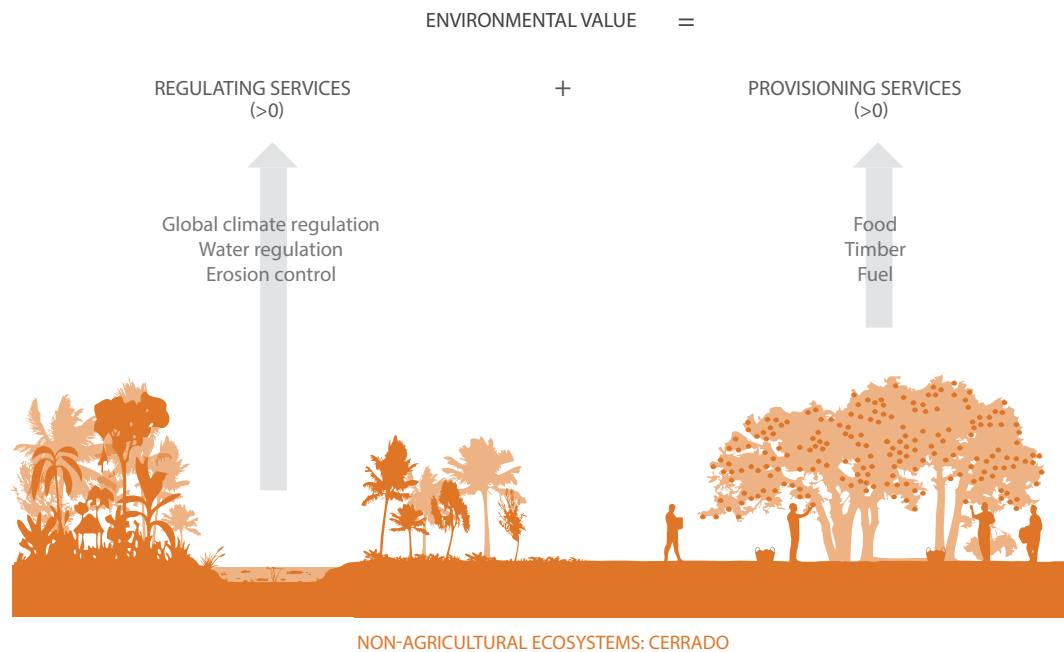 ENVIRONMENTAL VALUE =
REGULATING SERVICES + PROVISIONING SERVICES
(>0) (>0)
Global climate regulation
Water regulation
Erosion control
Food
Timber
Fuel
NON-AGRICULTURAL ECOSYSTEMS: CERRADO